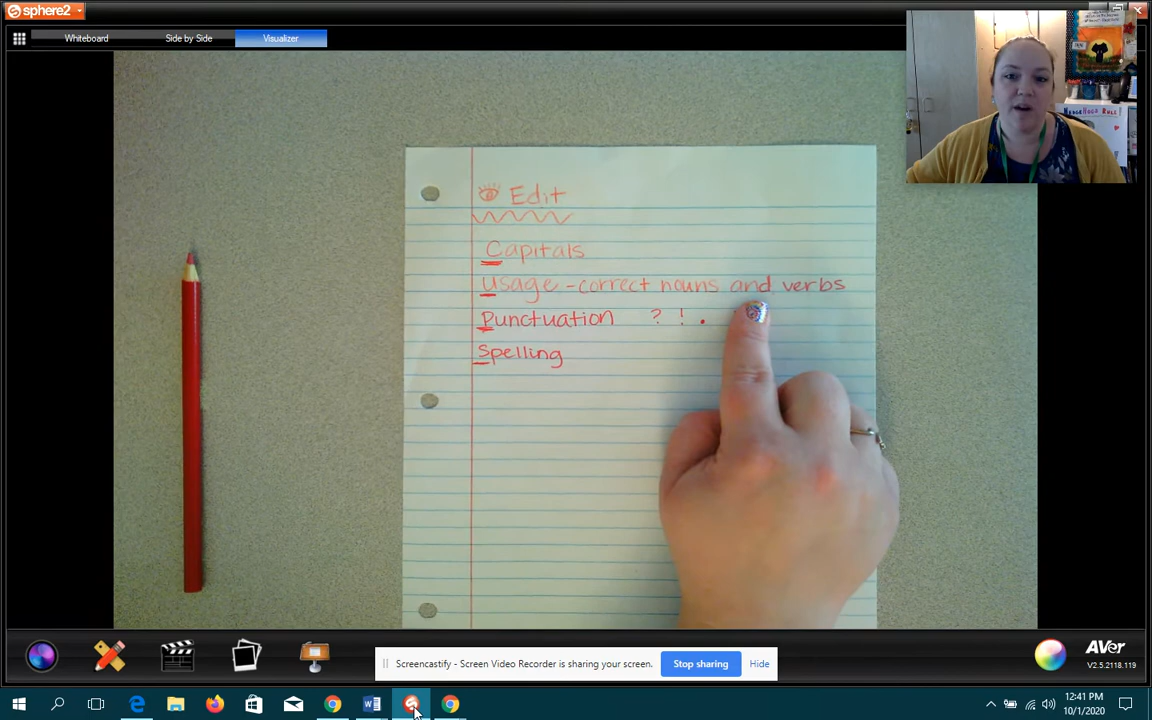 sphere2
Whiteboard
Side by Side
Visualizer
Edit
Capitals
Usage - correct nouns and verbs
Punctuation ? ! .
Spelling
Screencastify - Screen Video Recorder is sharing your screen.
Stop sharing
Hide
AVer
V2.5.2118.119
12:41 PM
10/1/2020